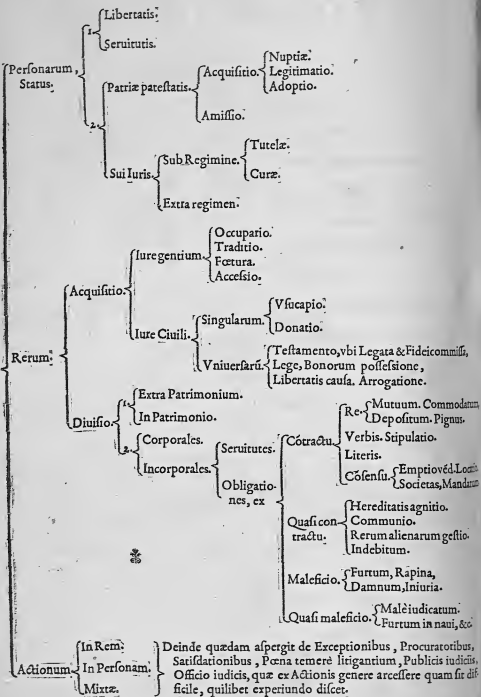 Libertatis.
1.
Seruitutis.
Perſonarum,
Status.
Nuptiæ.
Acquiſitio.
Legitimatio.
Adoptio.
Patriæ pateſtatis.
2.
Amiſſio.
Tutelæ.
Sub Regimine.
Sui Iuris.
Curæ.
Extra regimen.
Occupatio.
Iure gentium.
Traditio.
Fœtura.
Acceſsio.
Acquiſitio.
Vſucapio.
Singularum.
Donatio.
Iure Ciuili.
Teſtamento, vbi Legata & Fideicommiſſa,
Vniuerſarū.
Lege, Bonorum poſſeſsione,
Libertatis cauſa. Arrogatione.
Rerum.
Extra Patrimonium.
1.
In Patrimonio.
Diuiſio.
Corporales.
2.
Incorporales.
Seruitutes.
Obligatio-
nes, ex
Mutuum. Commodatum,
Re.
Depoſitum. Pignus.
Cōtractu.
Verbis. Stipulatio.
Literis.
Emptio vēd. Locatio
Cōſenſu.
Societas, Mandatum
Hereditatis agnitio.
Quaſi con
tractu.
Communio.
Rerum alienarum geſtio.
Indebitum.
Furtum, Rapina,
Maleficio.
Damnum, Iniuria.
Malè iudicatum.
Quaſi maleficio.
Furtum in naui, &c.
In Rem.
Actionum.
In Perſonam.
Mixtæ.
Deinde quædam aſpergit de Exceptionibus, Procuratoribus,
Satiſdationibus, Pœna temerè litigantium, Publicis iudiciis,
Officio iudicis, quæ ex Actionis genere arceſſere quam ſit dif-
ficile, quilibet experiundo diſcet.